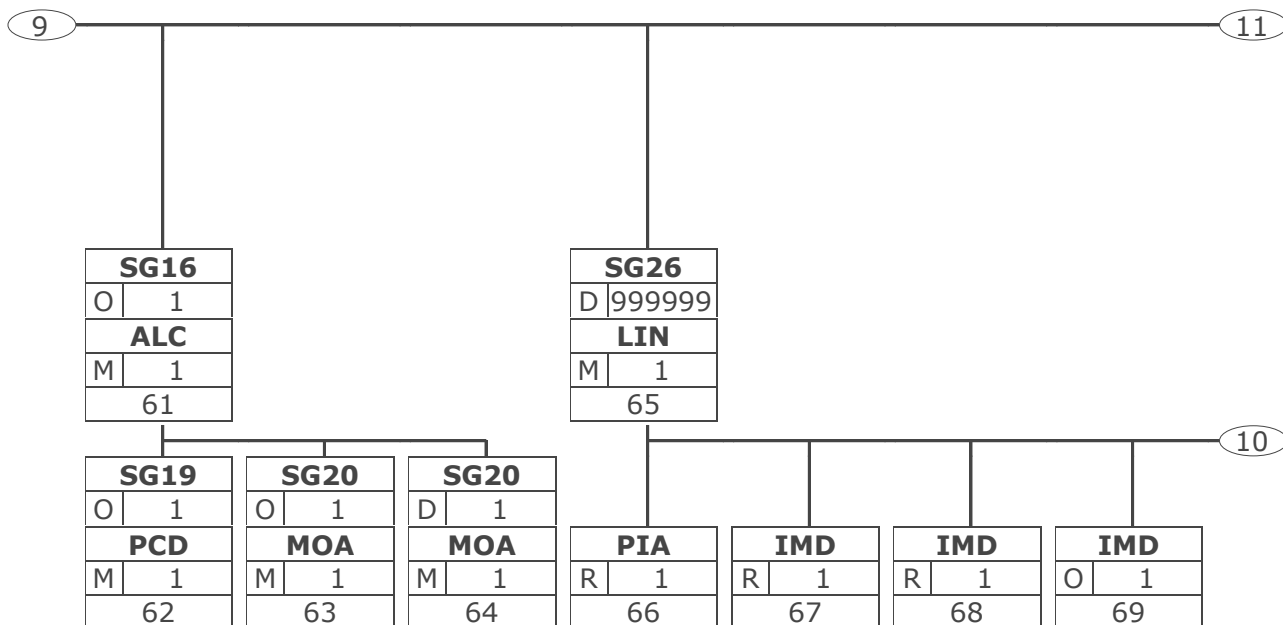 9 11
SG16 SG26
O 1 D 999999
ALC LIN
M 1 M 1
61 65
10
SG19 SG20 SG20
O 1 O 1 D 1
PCD MOA MOA PIA IMD IMD IMD
M 1 M 1 M 1 R 1 R 1 R 1 O 1
62 63 64 66 67 68 69